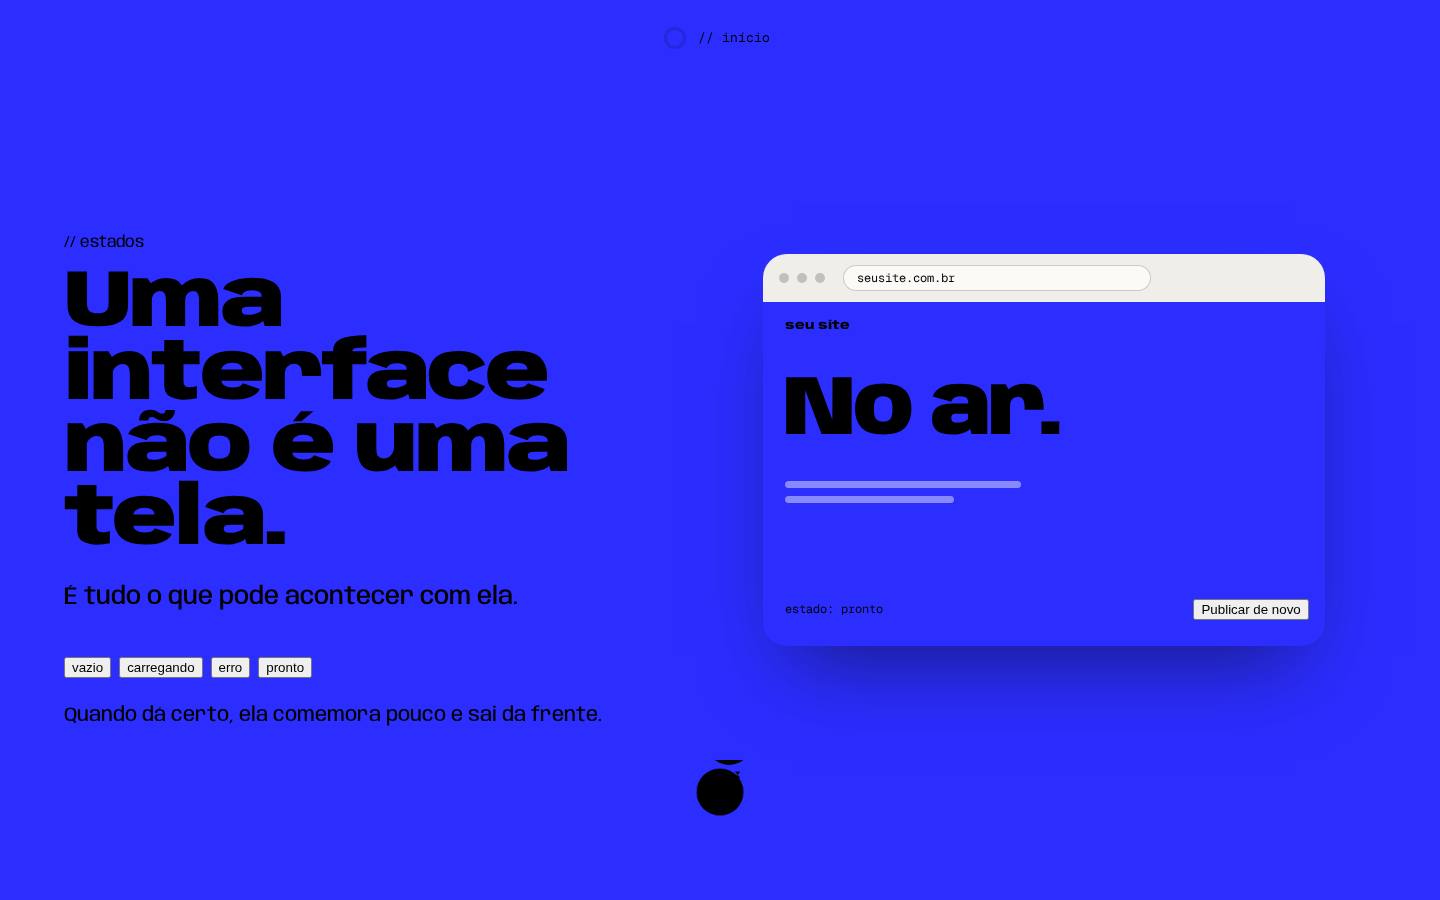 // início
// estados
Uma
interface
não é uma
tela.
É tudo o que pode acontecer com ela.
vazio
carregando
erro
pronto
Quando dá certo, ela comemora pouco e sai da frente.
seusite.com.br
seu site
No ar.
estado: pronto
Publicar de novo